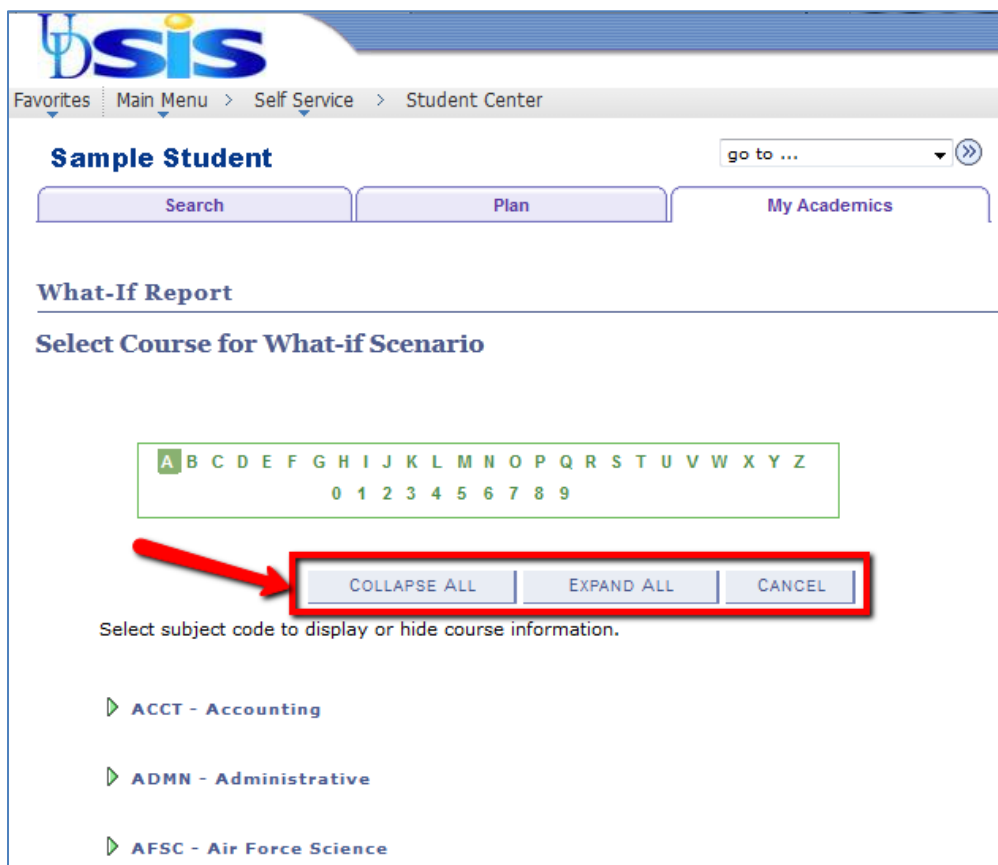 UDSIS
Favorites Main Menu > Self Service > Student Center
Sample Student go to ...
Search Plan My Academics
What-If Report
Select Course for What-if Scenario
A B C D E F G H I J K L M N O P Q R S T U V W X Y Z
0 1 2 3 4 5 6 7 8 9
COLLAPSE ALL EXPAND ALL CANCEL
Select subject code to display or hide course information.
ACCT - Accounting
ADMN - Administrative
AFSC - Air Force Science